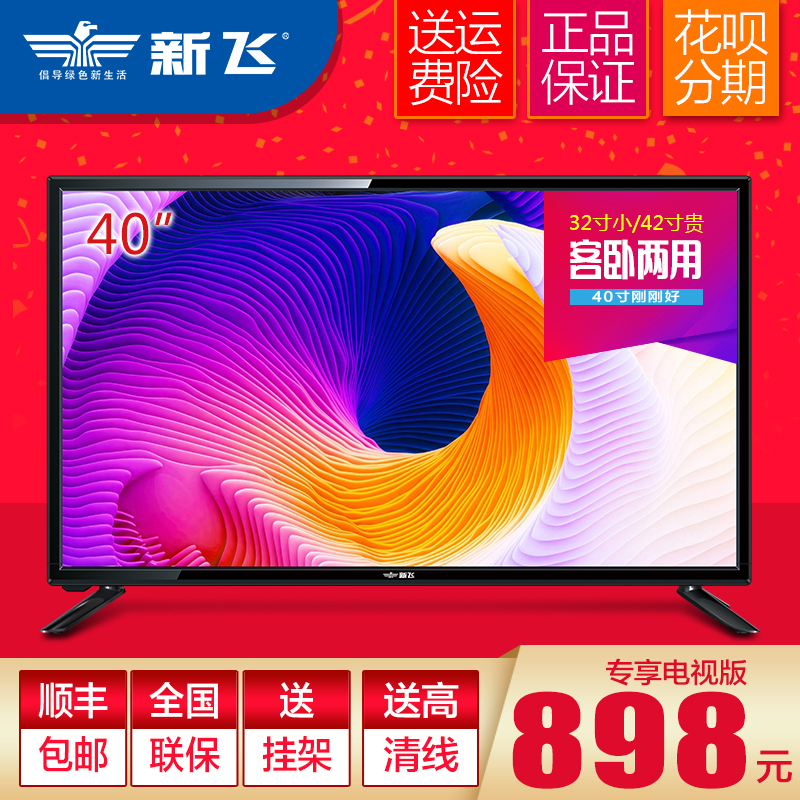 倡导绿色新生活
新飞®
送运
费险
正品
保证
花呗
分期
40"
32寸小/42寸贵
客卧两用
40寸刚刚好
新飞
顺丰
包邮
全国
联保
送
挂架
送高
清线
专享电视版
898元